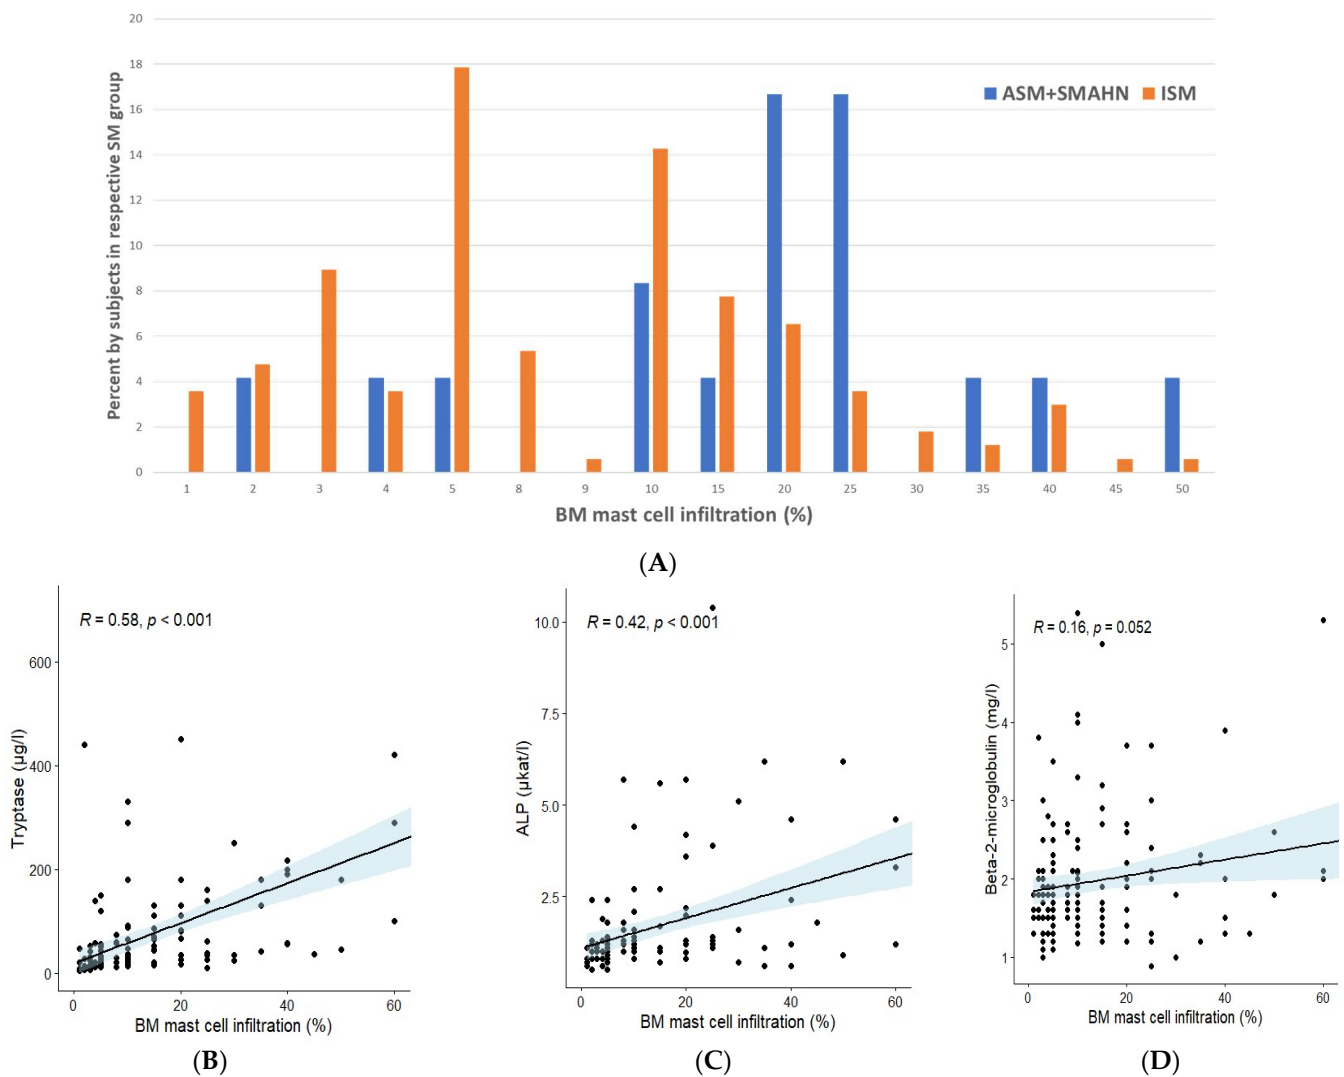 20
18
16
14
12
10
8
6
4
2
0
Percent by subjects in respective SM group
ASM+SMAHN ISM
1 2 3 4 5 8 9 10 15 20 25 30 35 40 45 50
BM mast cell infiltration (%)
(A)
R = 0.58, p < 0.001
600
400
200
0
Tryptase (µg/l)
0 20 40 60
BM mast cell infiltration (%)
(B)
R = 0.42, p < 0.001
10.0
7.5
5.0
2.5
ALP (µkat/l)
0 20 40 60
BM mast cell infiltration (%)
(C)
R = 0.16, p = 0.052
5
4
3
2
1
Beta-2-microglobulin (mg/l)
0 20 40 60
BM mast cell infiltration (%)
(D)